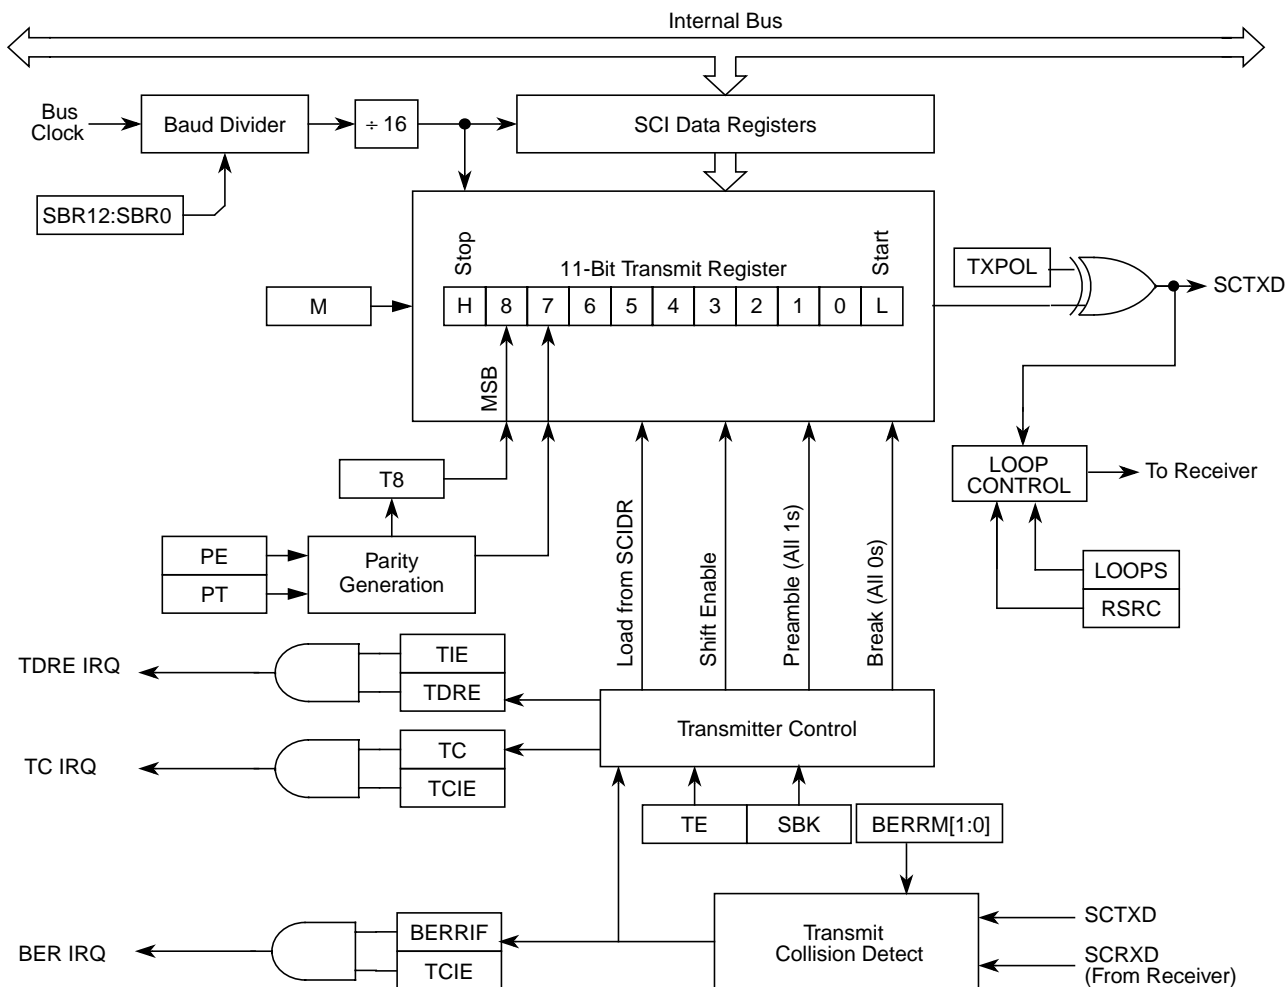 Internal Bus
Bus
Clock
Baud Divider
÷ 16
SCI Data Registers
SBR12:SBR0
Stop
11-Bit Transmit Register
Start
H 8 7 6 5 4 3 2 1 0 L
M
MSB
TXPOL
SCTXD
LOOP
CONTROL
To Receiver
LOOPS
RSRC
T8
PE
PT
Parity
Generation
Load from SCIDR
Shift Enable
Preamble (All 1s)
Break (All 0s)
TDRE IRQ
TIE
TDRE
TC IRQ
TC
TCIE
Transmitter Control
TE
SBK
BERRM[1:0]
BER IRQ
BERRIF
TCIE
Transmit
Collision Detect
SCTXD
SCRXD
(From Receiver)